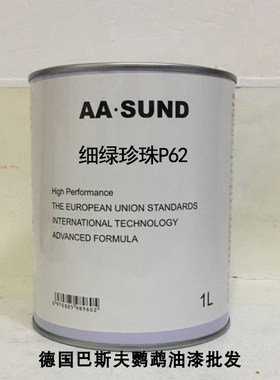 AA·SUND
细绿珍珠P62
High Performance
THE EUROPEAN UNION STANDARDS
INTERNATIONAL TECHNOLOGY
ADVANCED FORMULA
1L
德国巴斯夫鹦鹉油漆批发